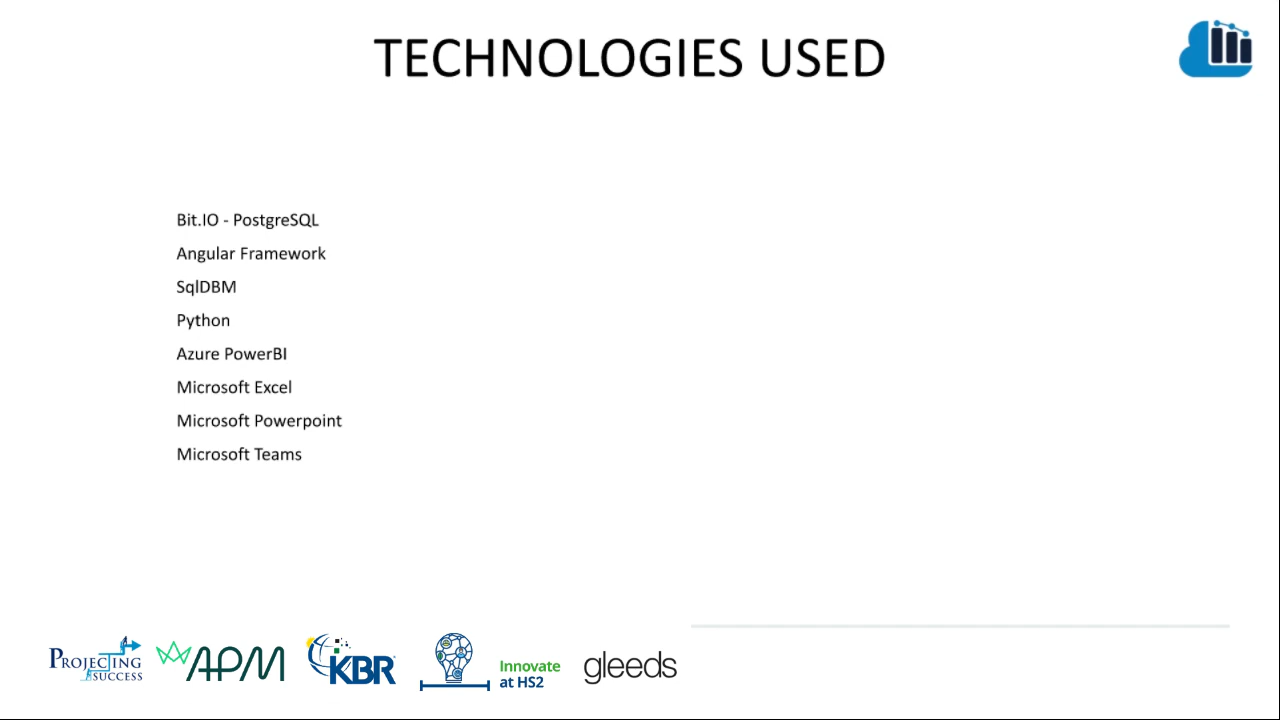 TECHNOLOGIES USED
Bit.IO - PostgreSQL
Angular Framework
SqlDBM
Python
Azure PowerBI
Microsoft Excel
Microsoft Powerpoint
Microsoft Teams
PROJECTING
SUCCESS
APM
KBR
Innovate
at HS2
gleeds